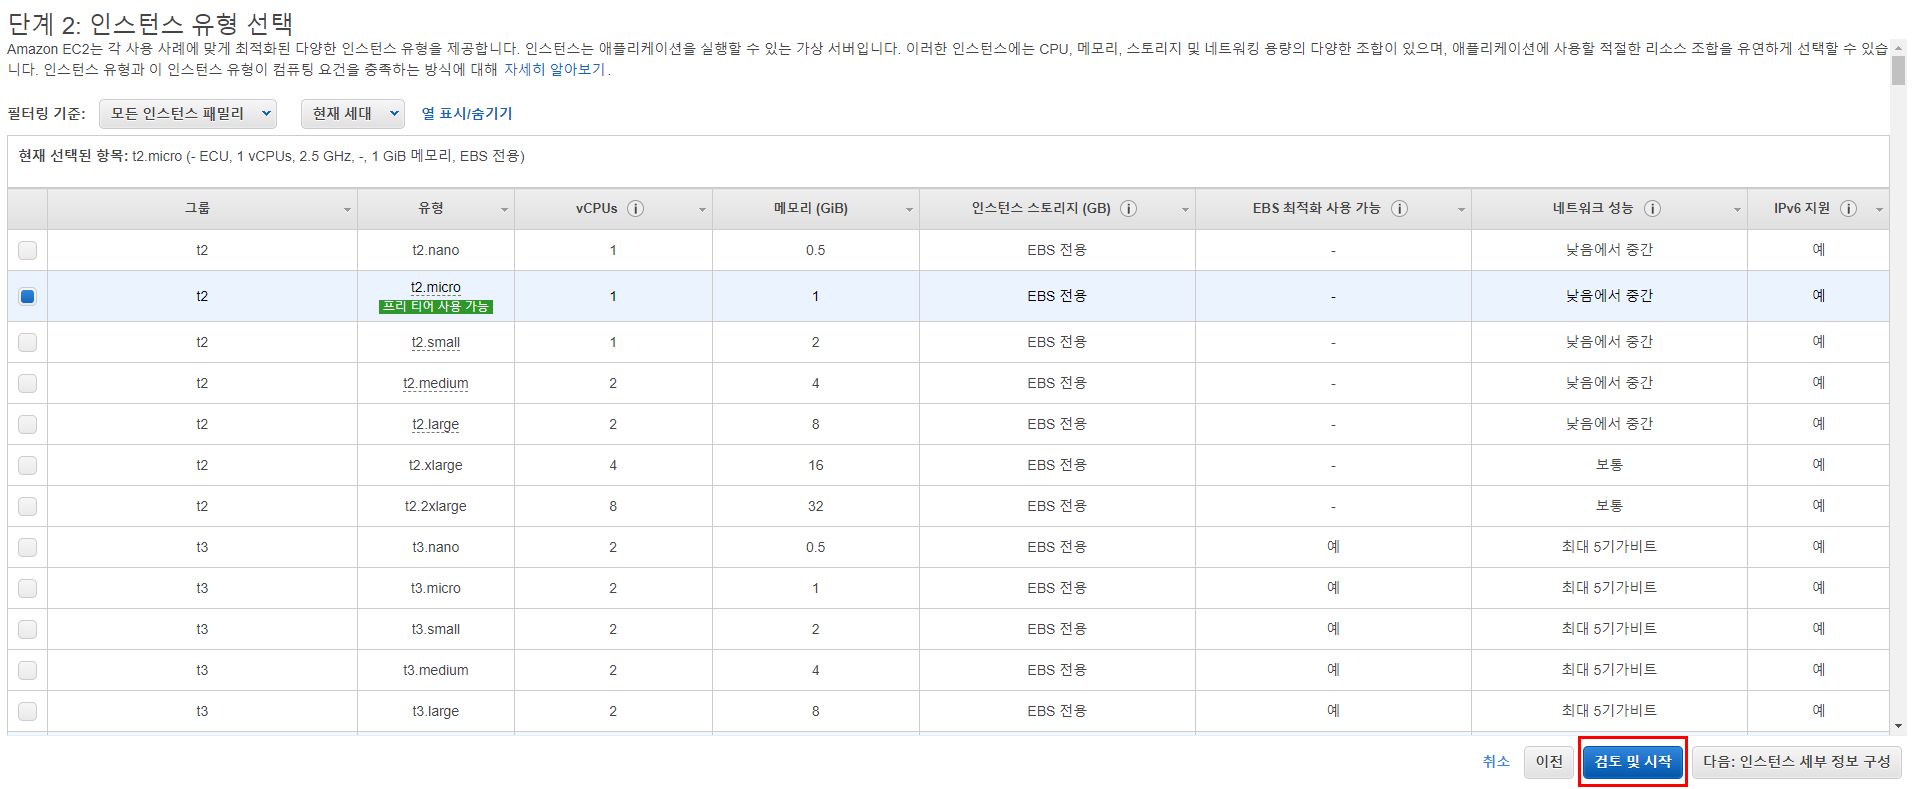 단계 2: 인스턴스 유형 선택
Amazon EC2는 각 사용 사례에 맞게 최적화된 다양한 인스턴스 유형을 제공합니다. 인스턴스는 애플리케이션을 실행할 수 있는 가상 서버입니다. 이러한 인스턴스에는 CPU, 메모리, 스토리지 및 네트워킹 용량의 다양한 조합이 있으며, 애플리케이션에 사용할 적절한 리소스 조합을 유연하게 선택할 수 있습
니다. 인스턴스 유형과 이 인스턴스 유형이 컴퓨팅 요건을 충족하는 방식에 대해 자세히 알아보기.
필터링 기준: 모든 인스턴스 패밀리 현재 세대 열 표시/숨기기
현재 선택된 항목: t2.micro (- ECU, 1 vCPUs, 2.5 GHz, -, 1 GiB 메모리, EBS 전용)
그룹 유형 vCPUs 메모리 (GiB) 인스턴스 스토리지 (GB) EBS 최적화 사용 가능 네트워크 성능 IPv6 지원
t2 t2.nano 1 0.5 EBS 전용 - 낮음에서 중간 예
t2 t2.micro 1 1 EBS 전용 - 낮음에서 중간 예
프리 티어 사용 가능
t2 t2.small 1 2 EBS 전용 - 낮음에서 중간 예
t2 t2.medium 2 4 EBS 전용 - 낮음에서 중간 예
t2 t2.large 2 8 EBS 전용 - 낮음에서 중간 예
t2 t2.xlarge 4 16 EBS 전용 - 보통 예
t2 t2.2xlarge 8 32 EBS 전용 - 보통 예
t3 t3.nano 2 0.5 EBS 전용 예 최대 5기가비트 예
t3 t3.micro 2 1 EBS 전용 예 최대 5기가비트 예
t3 t3.small 2 2 EBS 전용 예 최대 5기가비트 예
t3 t3.medium 2 4 EBS 전용 예 최대 5기가비트 예
t3 t3.large 2 8 EBS 전용 예 최대 5기가비트 예
취소 이전 검토 및 시작 다음: 인스턴스 세부 정보 구성